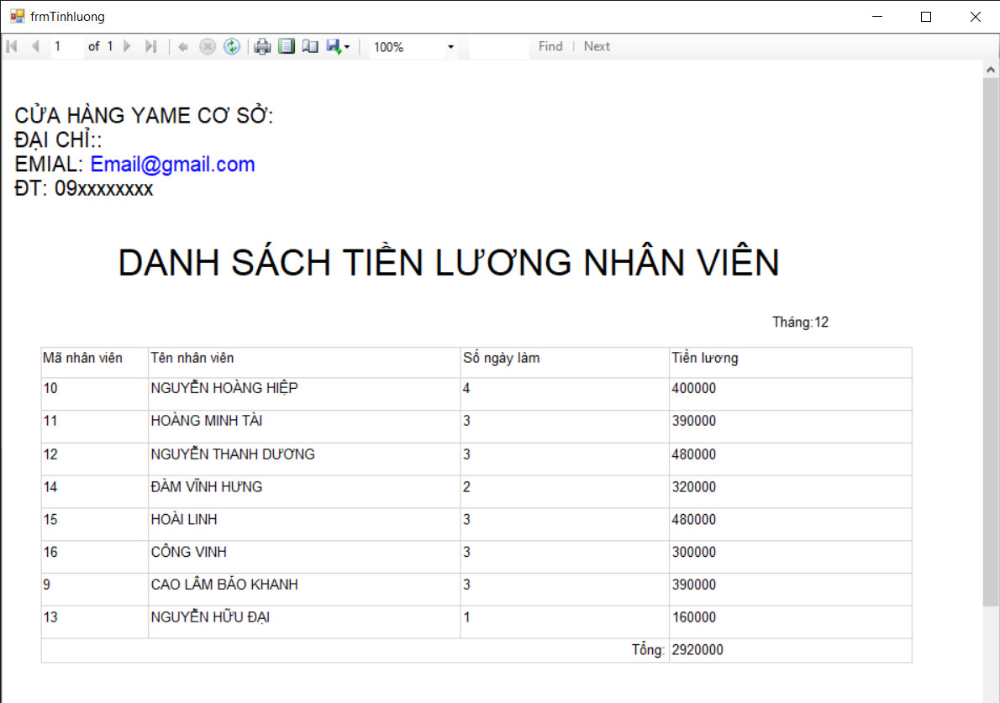 frmTinhluong
1 of 1 100% Find | Next
CỬA HÀNG YAME CƠ SỞ:
ĐẠI CHỈ::
EMIAL: Email@gmail.com
ĐT: 09xxxxxxxx
DANH SÁCH TIỀN LƯƠNG NHÂN VIÊN
Tháng:12
Mã nhân viên Tên nhân viên Số ngày làm Tiền lương
10 NGUYỄN HOÀNG HIỆP 4 400000
11 HOÀNG MINH TÀI 3 390000
12 NGUYỄN THANH DƯƠNG 3 480000
14 ĐÀM VĨNH HƯNG 2 320000
15 HOÀI LINH 3 480000
16 CÔNG VINH 3 300000
9 CAO LÂM BẢO KHANH 3 390000
13 NGUYỄN HỮU ĐẠI 1 160000
Tổng: 2920000